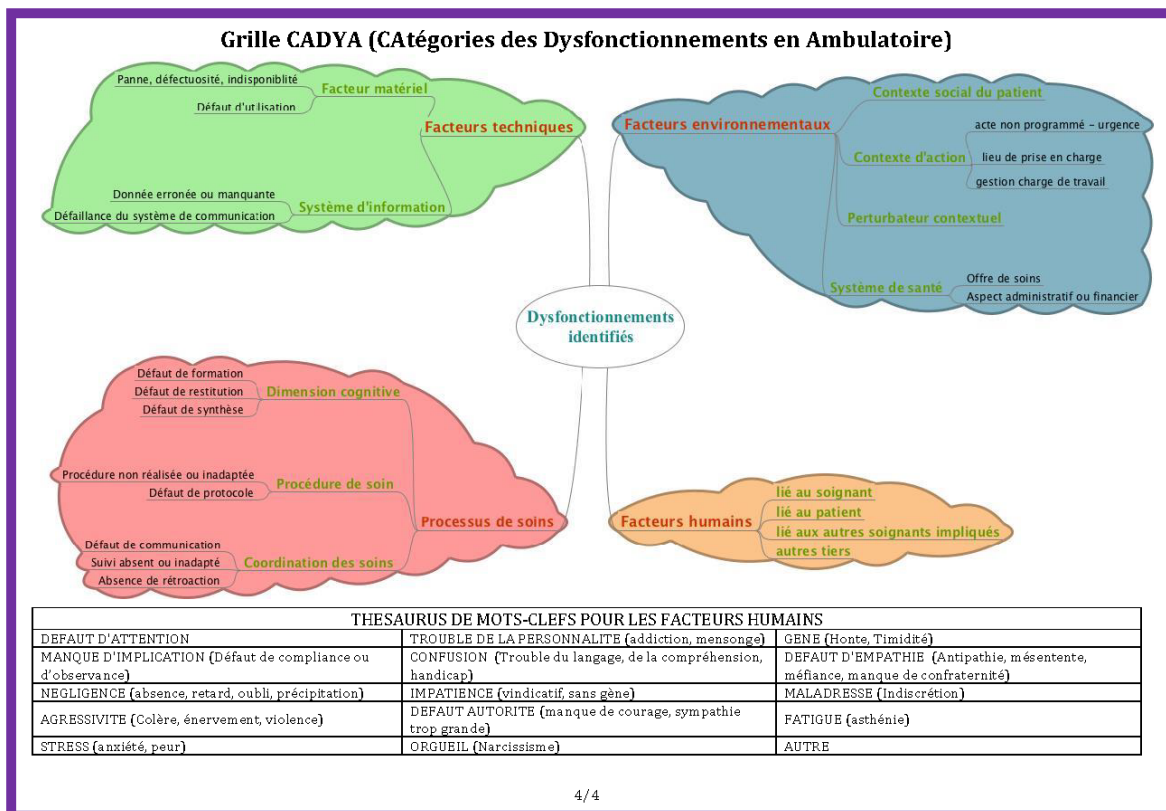 Grille CADYA (CAtégories des Dysfonctionnements en Ambulatoire)
Panne, défectuosité, indisponiblité
Facteur matériel
Défaut d'utilisation
Facteurs techniques
Donnée erronée ou manquante
Système d'information
Défaillance du système de communication
Contexte social du patient
Facteurs environnementaux
acte non programmé – urgence
Contexte d'action
lieu de prise en charge
gestion charge de travail
Perturbateur contextuel
Offre de soins
Système de santé
Aspect administratif ou financier
Dysfonctionnements
identifiés
Défaut de formation
Défaut de restitution
Dimension cognitive
Défaut de synthèse
Procédure non réalisée ou inadaptée
Procédure de soin
Défaut de protocole
Processus de soins
Défaut de communication
Suivi absent ou inadapté
Coordination des soins
Absence de rétroaction
lié au soignant
lié au patient
Facteurs humains
lié aux autres soignants impliqués
autres tiers
THESAURUS DE MOTS-CLEFS POUR LES FACTEURS HUMAINS
DEFAUT D'ATTENTION
TROUBLE DE LA PERSONNALITE (addiction, mensonge)
GENE (Honte, Timidité)
MANQUE D'IMPLICATION (Défaut de compliance ou
d'observance)
CONFUSION (Trouble du langage, de la compréhension,
handicap)
DEFAUT D'EMPATHIE (Antipathie, mésentente,
méfiance, manque de confraternité)
NEGLIGENCE (absence, retard, oubli, précipitation)
IMPATIENCE (vindicatif, sans gène)
MALADRESSE (Indiscrétion)
AGRESSIVITE (Colère, énervement, violence)
DEFAUT AUTORITE (manque de courage, sympathie
trop grande)
FATIGUE (asthénie)
STRESS (anxiété, peur)
ORGUEIL (Narcissisme)
AUTRE
4/4